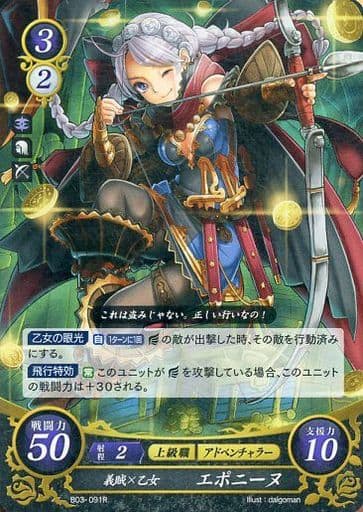 3
2
これは盗みじゃない。正しい行いなの！
乙女の眼光 自 1ターンに1回 の敵が出撃した時、その敵を行動済み
にする。
飛行特効 常 このユニットが を攻撃している場合、このユニット
の戦闘力は＋30される。
戦闘力
50
射程 2
上級職
アドベンチャラー
支援力
10
義賊×乙女 エポニーヌ
B03-091R
Illust : daigoman